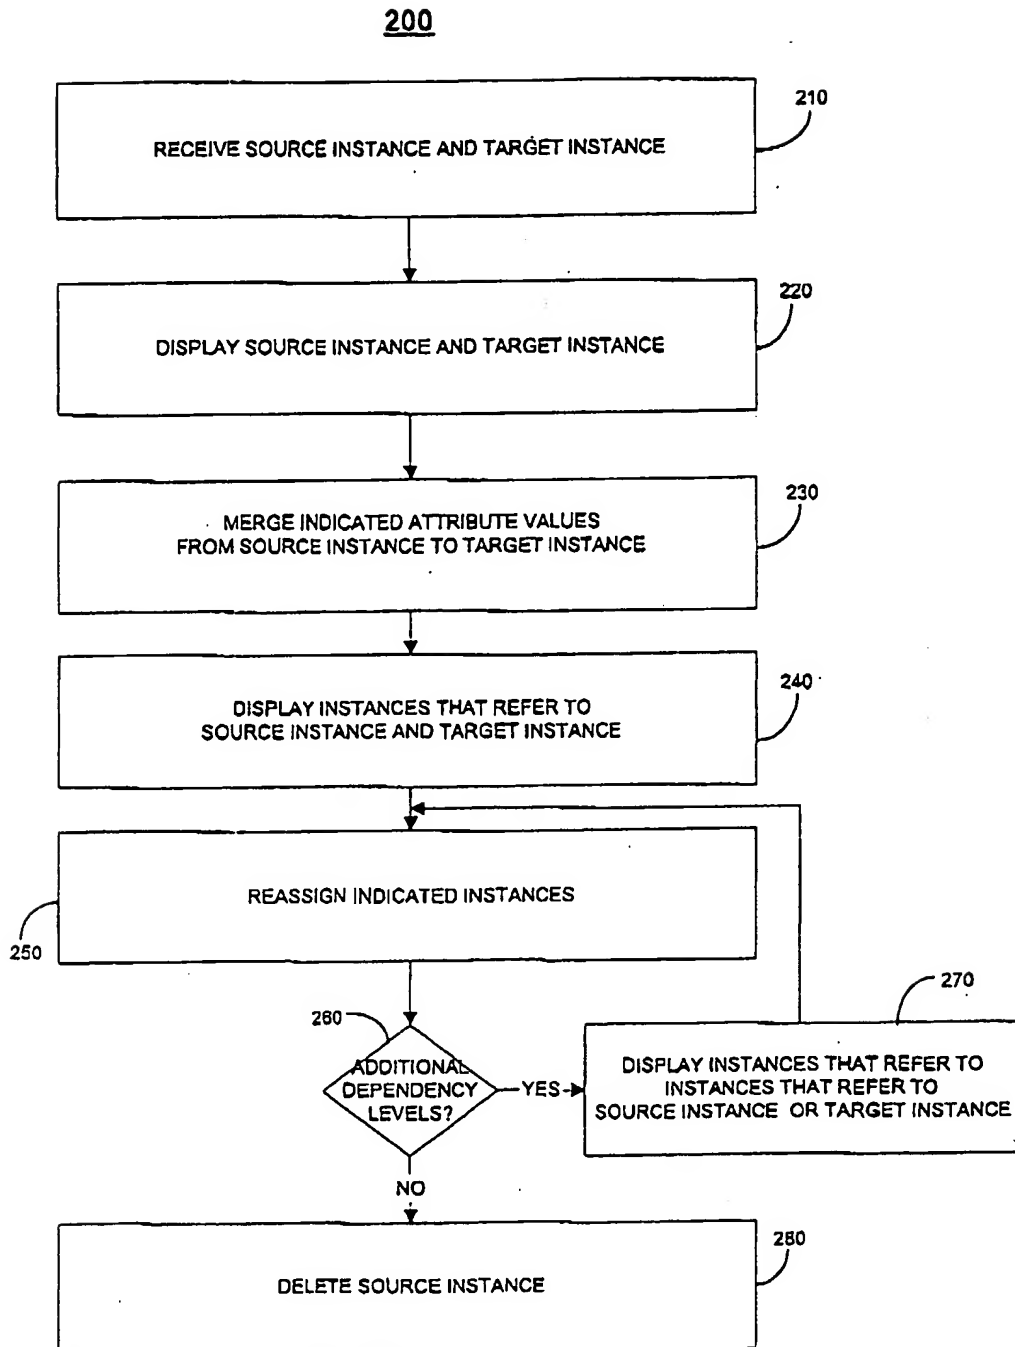 200
RECEIVE SOURCE INSTANCE AND TARGET INSTANCE
210
DISPLAY SOURCE INSTANCE AND TARGET INSTANCE
220
MERGE INDICATED ATTRIBUTE VALUES
FROM SOURCE INSTANCE TO TARGET INSTANCE
230
DISPLAY INSTANCES THAT REFER TO
SOURCE INSTANCE AND TARGET INSTANCE
240
REASSIGN INDICATED INSTANCES
250
260
ADDITIONAL
DEPENDENCY
LEVELS?
YES
270
DISPLAY INSTANCES THAT REFER TO
INSTANCES THAT REFER TO
SOURCE INSTANCE OR TARGET INSTANCE
NO
DELETE SOURCE INSTANCE
280